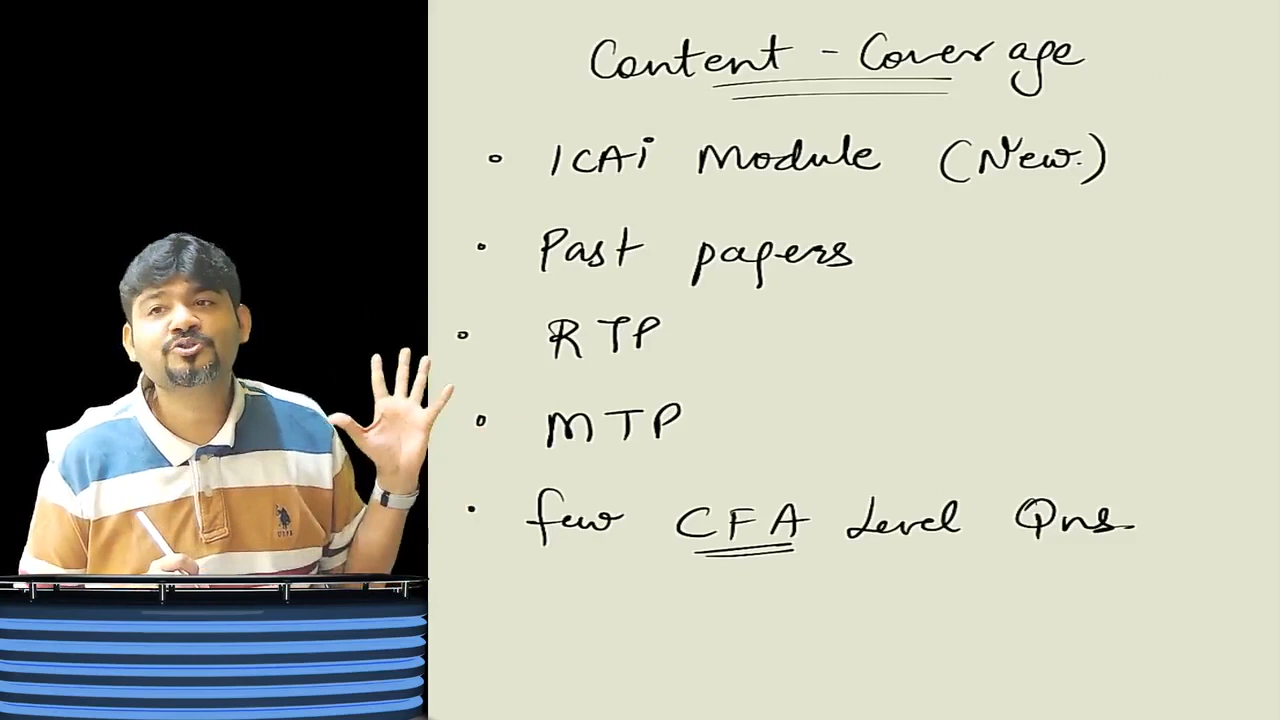 Content - Coverage
• ICAi Module (New.)
• Past papers
• RTP
• MTP
• few CFA Level Qns.